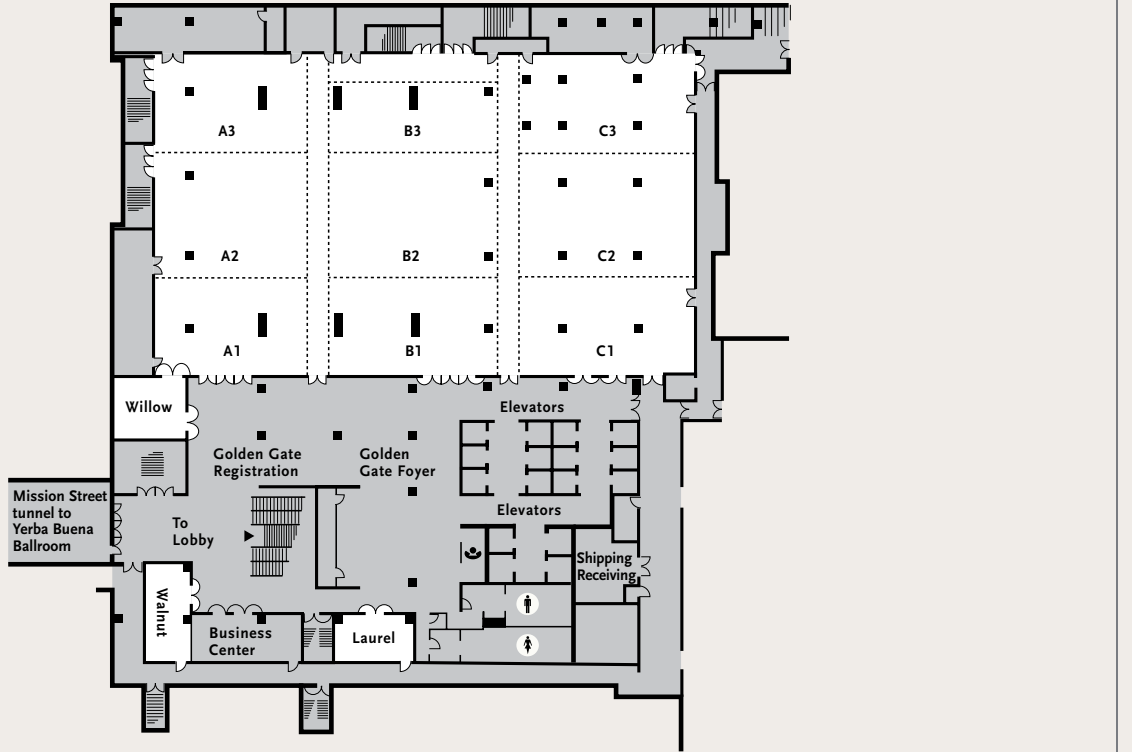 A3
B3
C3
A2
B2
C2
A1
B1
C1
Willow
Elevators
Golden Gate
Registration
Golden
Gate Foyer
Mission Street
tunnel to
Yerba Buena
Ballroom
To
Lobby
Elevators
Shipping
Receiving
Walnut
Business
Center
Laurel